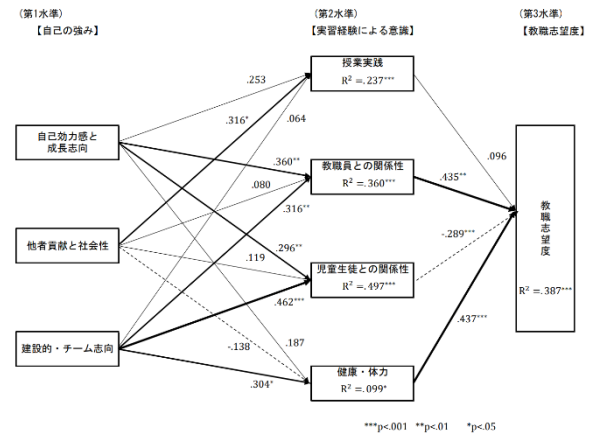 (第1水準)
【自己の強み】
(第2水準)
【実習経験による意識】
(第3水準)
【教職志望度】
授業実践
R² =.237***
.253
.316*
.064
自己効力感と
成長志向
.360**
.080
.316**
教職員との関係性
R² =.360***
.096
.435**
教職志望度
R² =.387***
他者貢献と社会性
.296**
.119
.462***
児童生徒との関係性
R² =.497***
-.289***
.437***
建設的・チーム志向
-.138
.187
.304*
健康・体力
R² =.099*
***p<.001 **p<.01 *p<.05